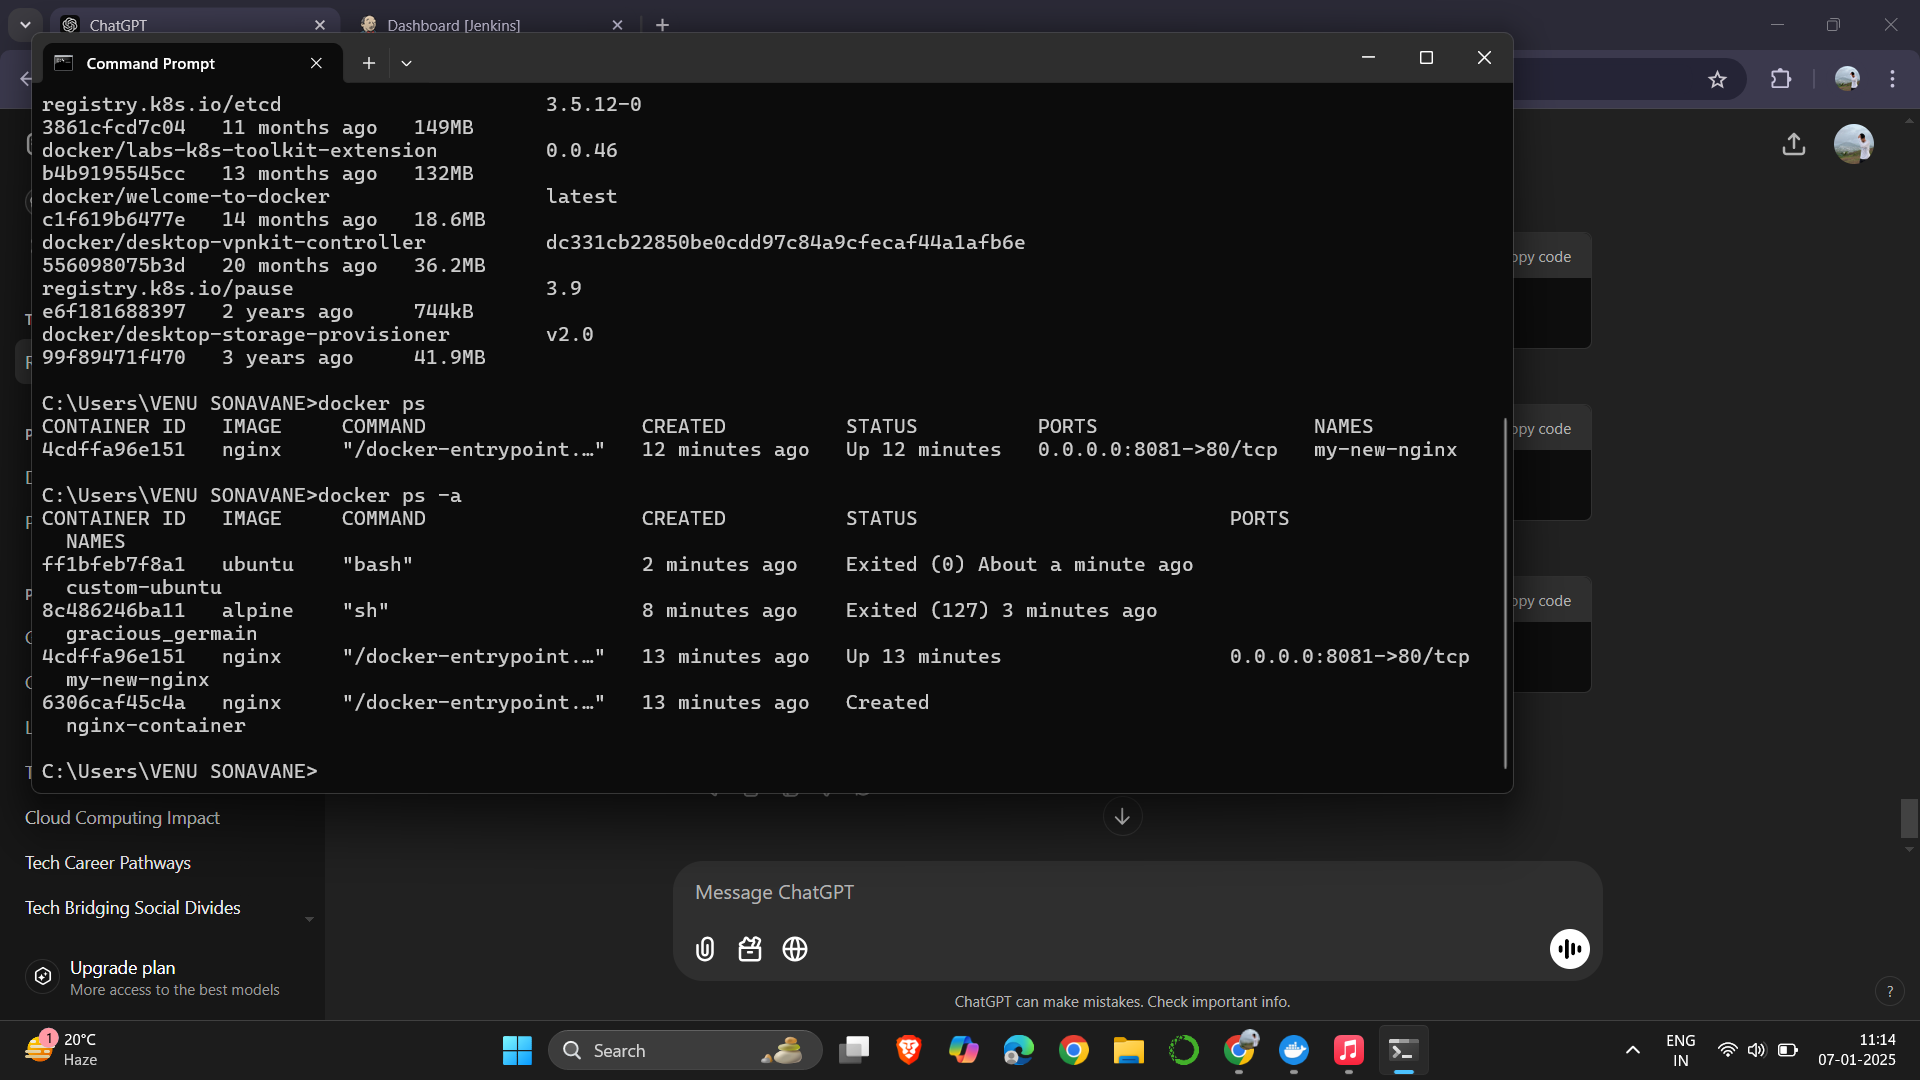 ChatGPT
Dashboard [Jenkins]
Command Prompt
registry.k8s.io/etcd 3.5.12-0
3861cfcd7c04 11 months ago 149MB
docker/labs-k8s-toolkit-extension 0.0.46
b4b9195545cc 13 months ago 132MB
docker/welcome-to-docker latest
c1f619b6477e 14 months ago 18.6MB
docker/desktop-vpnkit-controller dc331cb22850be0cdd97c84a9cfecaf44a1afb6e
556098075b3d 20 months ago 36.2MB
registry.k8s.io/pause 3.9
e6f181688397 2 years ago 744kB
docker/desktop-storage-provisioner v2.0
99f89471f470 3 years ago 41.9MB
C:\Users\VENU SONAVANE>docker ps
CONTAINER ID IMAGE COMMAND CREATED STATUS PORTS NAMES
4cdffa96e151 nginx "/docker-entrypoint.…" 12 minutes ago Up 12 minutes 0.0.0.0:8081->80/tcp my-new-nginx
C:\Users\VENU SONAVANE>docker ps -a
CONTAINER ID IMAGE COMMAND CREATED STATUS PORTS
NAMES
ff1bfeb7f8a1 ubuntu "bash" 2 minutes ago Exited (0) About a minute ago
custom-ubuntu
8c486246ba11 alpine "sh" 8 minutes ago Exited (127) 3 minutes ago
gracious_germain
4cdffa96e151 nginx "/docker-entrypoint.…" 13 minutes ago Up 13 minutes 0.0.0.0:8081->80/tcp
my-new-nginx
6306caf45c4a nginx "/docker-entrypoint.…" 13 minutes ago Created
nginx-container
C:\Users\VENU SONAVANE>
opy code
opy code
opy code
Cloud Computing Impact
Tech Career Pathways
Tech Bridging Social Divides
Upgrade plan
More access to the best models
Message ChatGPT
ChatGPT can make mistakes. Check important info.
?
1
20°C
Haze
Search
ENG
IN
11:14
07-01-2025